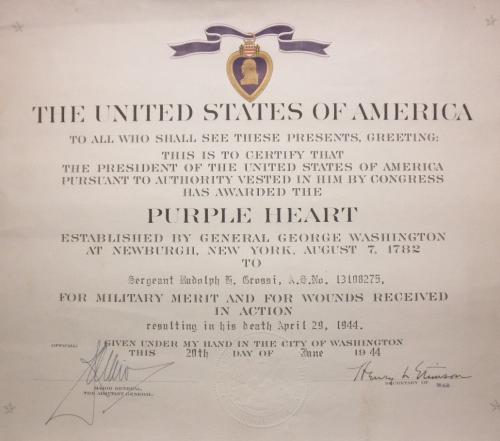 THE UNITED STATES OF AMERICA
TO ALL WHO SHALL SEE THESE PRESENTS, GREETING:
THIS IS TO CERTIFY THAT
THE PRESIDENT OF THE UNITED STATES OF AMERICA
PURSUANT TO AUTHORITY VESTED IN HIM BY CONGRESS
HAS AWARDED THE
PURPLE HEART
ESTABLISHED BY GENERAL GEORGE WASHINGTON
AT NEWBURGH, NEW YORK, AUGUST 7, 1782
TO
Sergeant Rudolph Grossi, A.S.No. 13108275,
FOR MILITARY MERIT AND FOR WOUNDS RECEIVED
IN ACTION
resulting in his death April 29, 1944.
OFFICIAL: GIVEN UNDER MY HAND IN THE CITY OF WASHINGTON
THIS 20th DAY OF June 1944
Henry L Stimson
MAJOR GENERAL
THE ADJUTANT GENERAL.
SECRETARY OF WAR